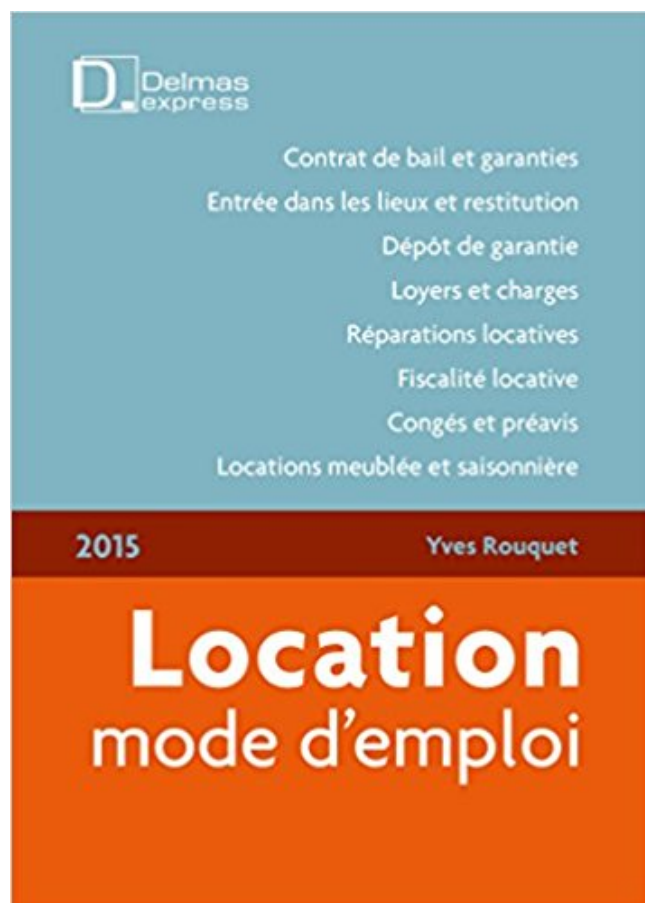 D. Delmas
express
Contrat de bail et garanties
Entrée dans les lieux et restitution
Dépôt de garantie
Loyers et charges
Réparations locatives
Fiscalité locative
Congés et préavis
Locations meublée et saisonnière
2015 Yves Rouquet
Location
mode d'emploi